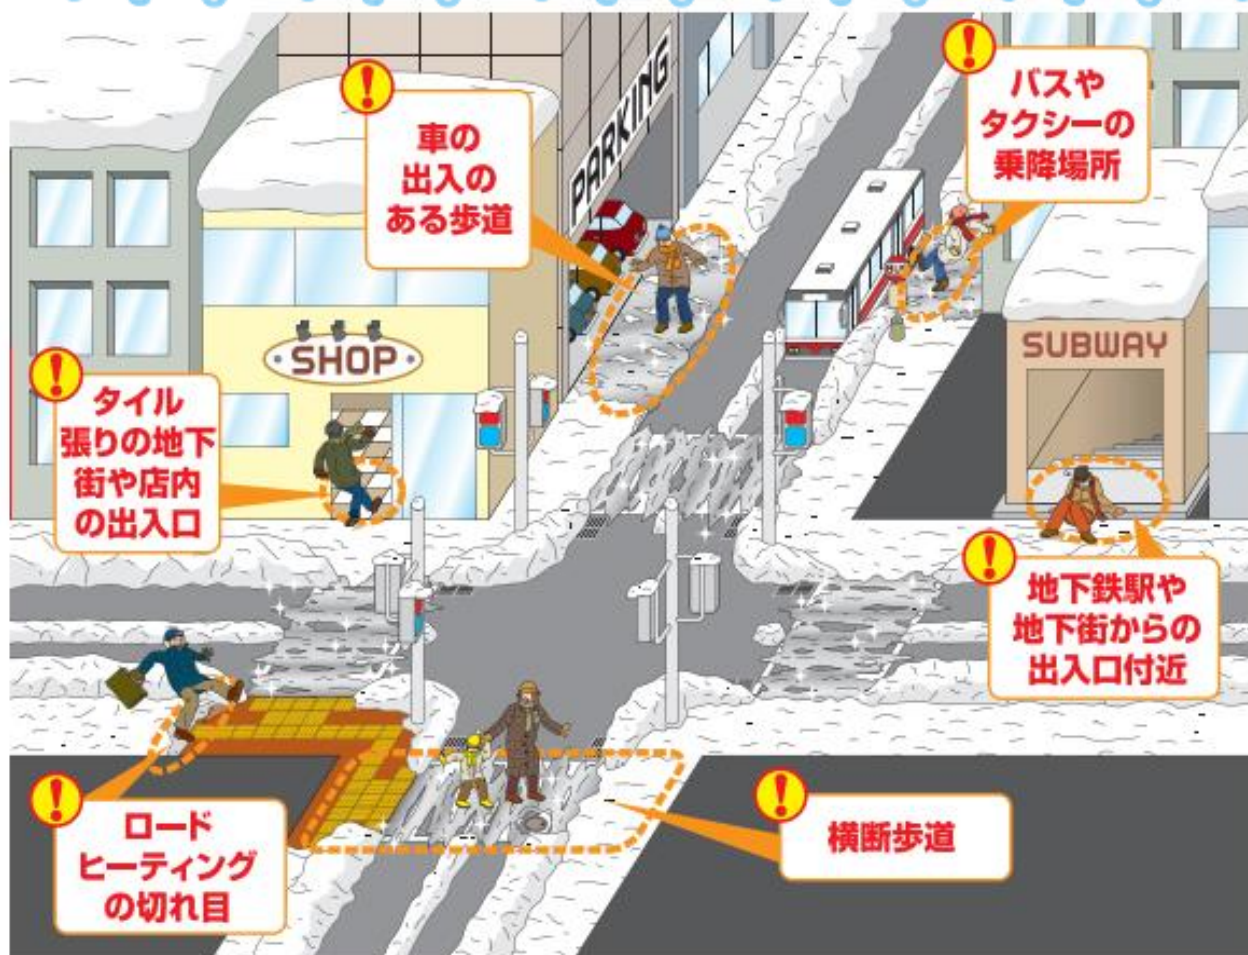 車の
出入の
ある歩道
PARKING
バスや
タクシーの
乗降場所
SHOP
SUBWAY
タイル
張りの地下
街や店内
の出入口
地下鉄駅や
地下街からの
出入口付近
ロード
ヒーティング
の切れ目
横断歩道